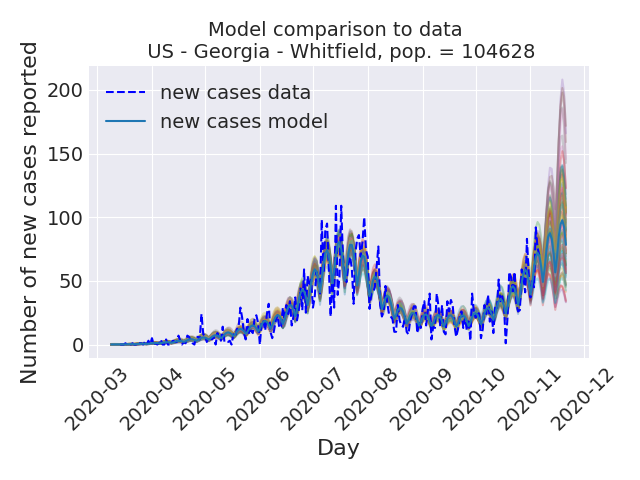 Model comparison to data
US - Georgia - Whitfield, pop. = 104628
Number of new cases reported
200
150
100
50
0
new cases data
new cases model
2020-03
2020-04
2020-05
2020-06
2020-07
2020-08
2020-09
2020-10
2020-11
2020-12
Day